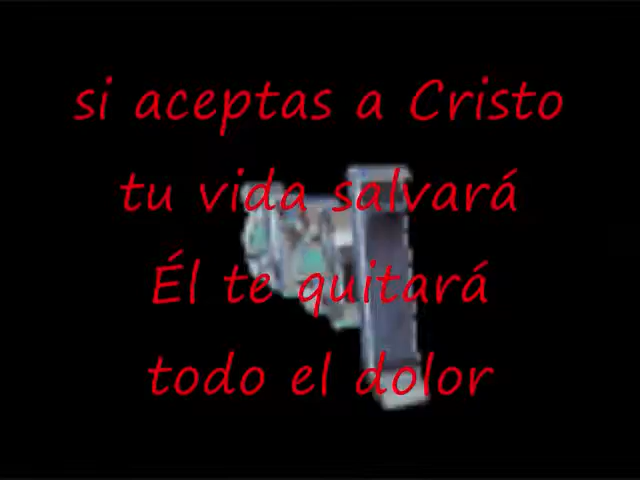 si aceptas a Cristo
tu vida salvará
Él te quitará
todo el dolor